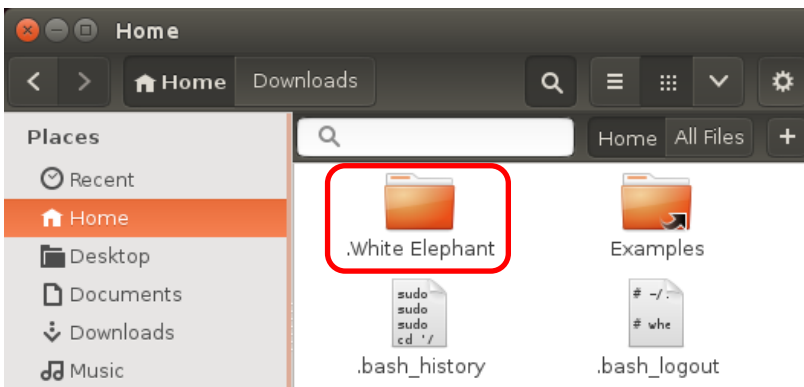 Home
Home Downloads
Places
Home All Files
Recent
Home
Desktop
Documents
Downloads
Music
.White Elephant
Examples
sudo
sudo
sudo
cd '/
# ~/.
# whe
.bash_history
.bash_logout